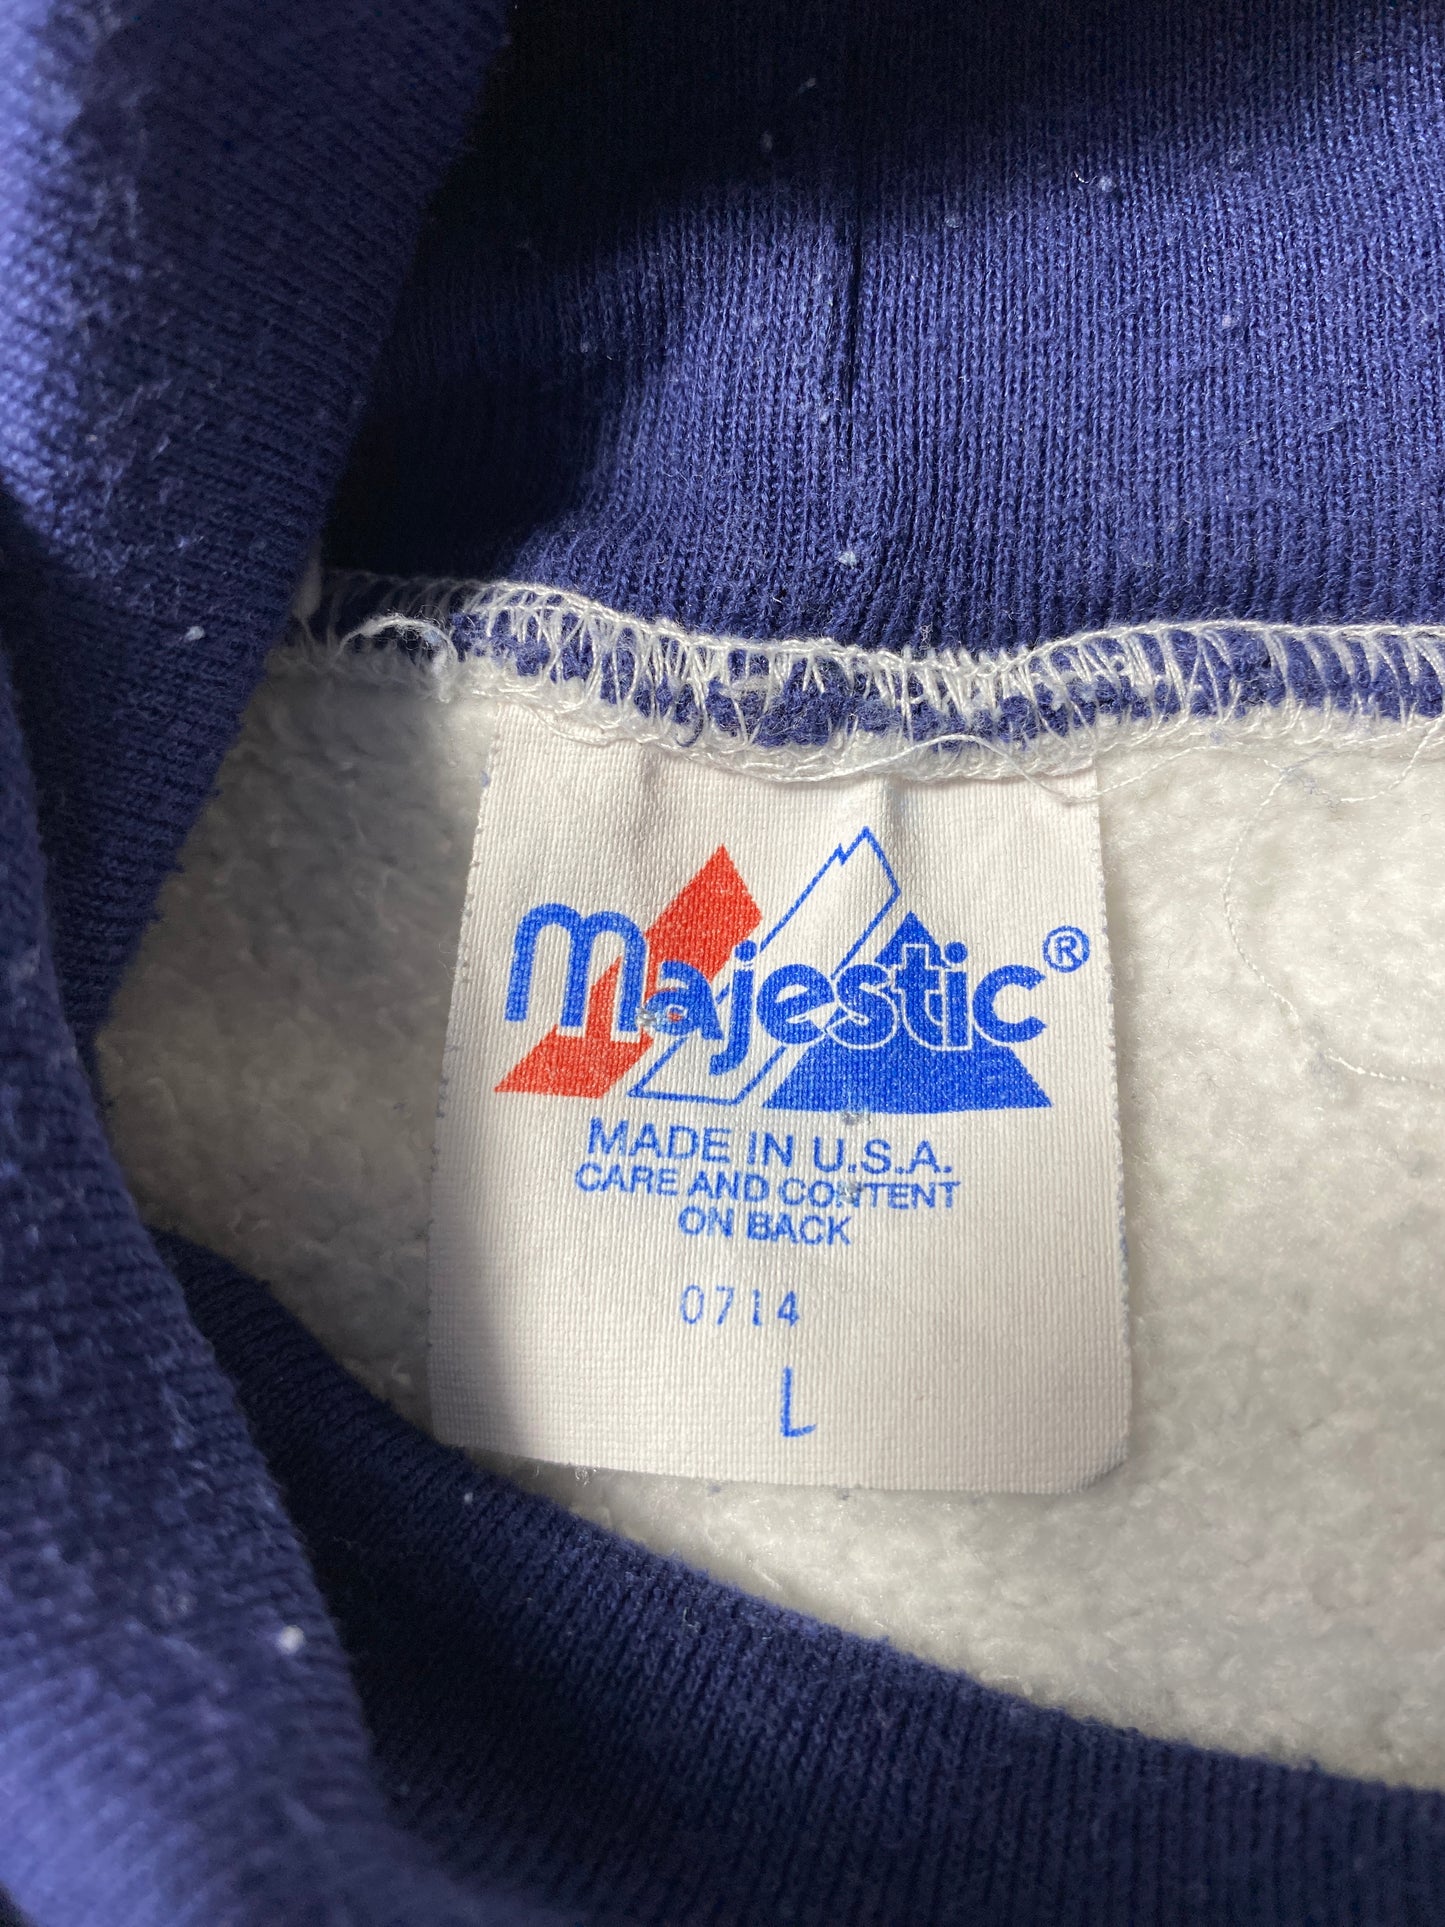 majestic®
MADE IN U.S.A.
CARE AND CONTENT
ON BACK
0714
L